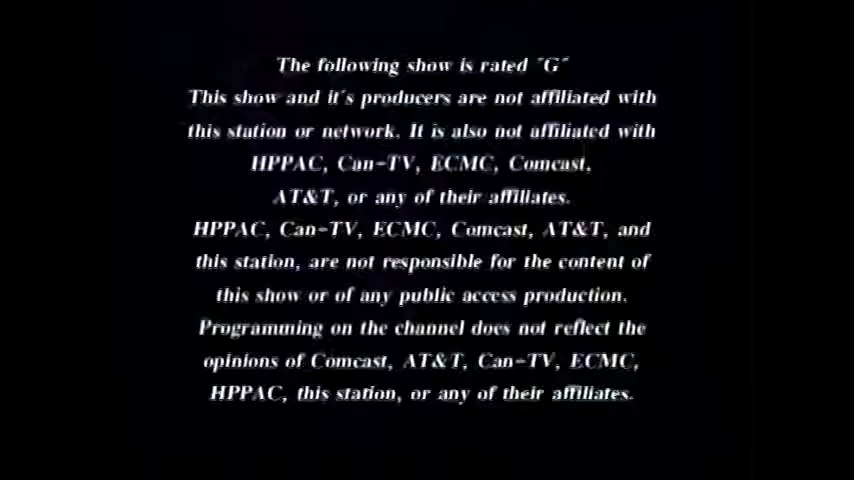 The following show is rated "G"
This show and it's producers are not affiliated with
this station or network. It is also not affiliated with
HPPAC, Can-TV, ECMC, Comcast,
AT&T, or any of their affiliates.
HPPAC, Can-TV, ECMC, Comcast, AT&T, and
this station, are not responsible for the content of
this show or of any public access production.
Programming on the channel does not reflect the
opinions of Comcast, AT&T, Can-TV, ECMC,
HPPAC, this station, or any of their affiliates.